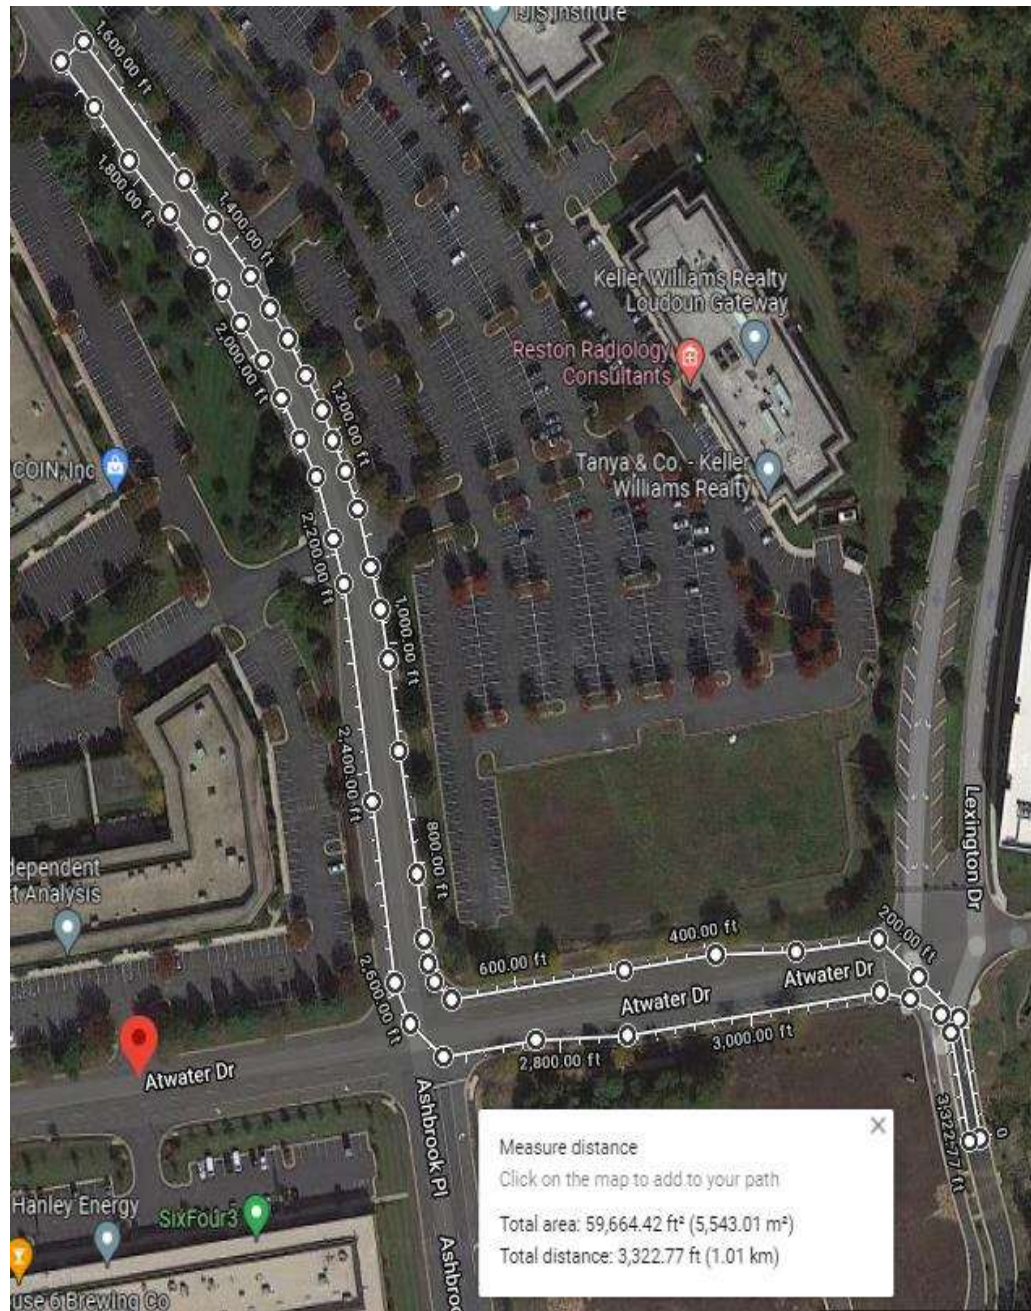 IJIS Institute
1,600.00 ft
1,800.00 ft
1,400.00 ft
Keller Williams Realty
Loudoun Gateway
2,000.00 ft
Reston Radiology
Consultants
1,200.00 ft
COIN, Inc
Tanya & Co. - Keller
Williams Realty
2,200.00 ft
1,000.00 ft
2,400.00 ft
Lexington Dr
800.00 ft
dependent
t Analysis
200.00 ft
400.00 ft
600.00 ft
2,600.00 ft
Atwater Dr
Atwater Dr
3,000.00 ft
2,800.00 ft
Atwater Dr
Ashbrook Pl
0
3,322.77 ft
Measure distance
Click on the map to add to your path
Total area: 59,664.42 ft² (5,543.01 m²)
Total distance: 3,322.77 ft (1.01 km)
Hanley Energy
SixFour3
Ashbroo
use 6 Brewing Co